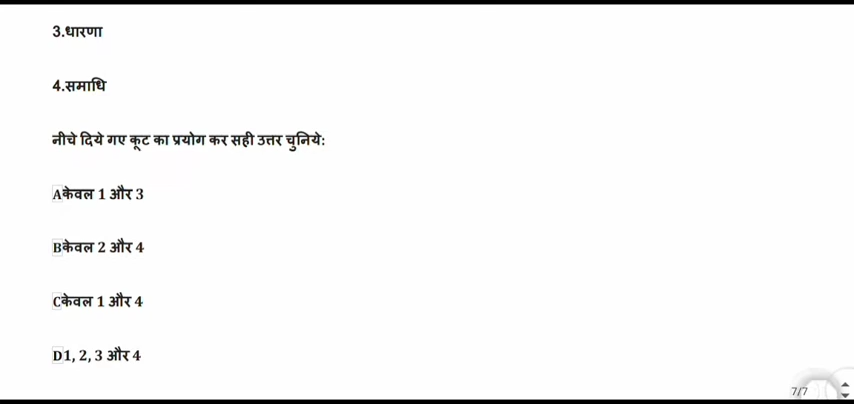 3.धारणा
4.समाधि
नीचे दिये गए कूट का प्रयोग कर सही उत्तर चुनिये:
Aकेवल 1 और 3
Bकेवल 2 और 4
Cकेवल 1 और 4
D1, 2, 3 और 4
7/7